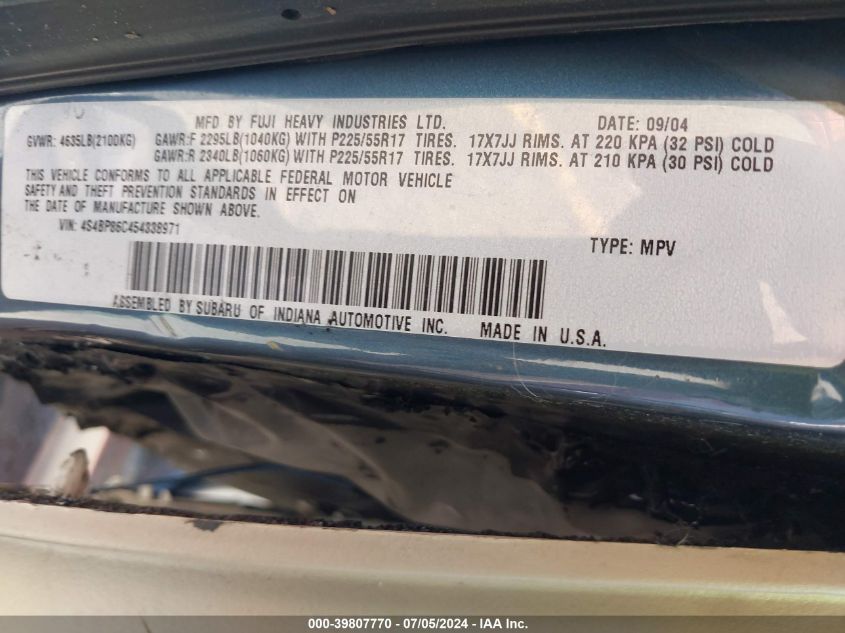 MFD BY FUJI HEAVY INDUSTRIES LTD. DATE: 09/04
GVWR: 4635LB(2100KG) GAWR:F 2295LB(1040KG) WITH P225/55R17 TIRES. 17X7JJ RIMS. AT 220 KPA (32 PSI) COLD
GAWR:R 2340LB(1060KG) WITH P225/55R17 TIRES. 17X7JJ RIMS. AT 210 KPA (30 PSI) COLD
THIS VEHICLE CONFORMS TO ALL APPLICABLE FEDERAL MOTOR VEHICLE
SAFETY AND THEFT PREVENTION STANDARDS IN EFFECT ON
THE DATE OF MANUFACTURE SHOWN ABOVE.
VIN: 4S4BP86C454338971 TYPE: MPV
ASSEMBLED BY SUBARU OF INDIANA AUTOMOTIVE INC. MADE IN U.S.A.
000-39807770 - 07/05/2024 - IAA Inc.